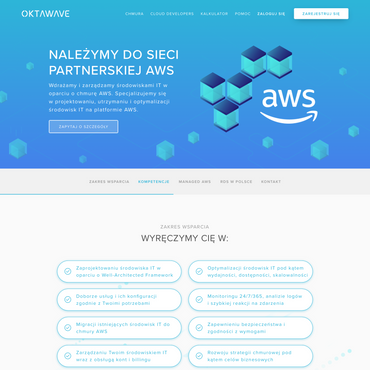 OKTAWAVE
CHMURA CLOUD DEVELOPERS KALKULATOR POMOC ZALOGUJ SIĘ ZAREJESTRUJ SIĘ
NALEŻYMY DO SIECI
PARTNERSKIEJ AWS
Wdrażamy i zarządzamy środowiskami IT w
oparciu o chmurę AWS. Specjalizujemy się
w projektowaniu, utrzymaniu i optymalizacji
środowisk IT na platformie AWS.
ZAPYTAJ O SZCZEGÓŁY
aws
ZAKRES WSPARCIA KOMPETENCJE MANAGED AWS RDS W POLSCE KONTAKT
ZAKRES WSPARCIA
WYRĘCZYMY CIĘ W:
Zaprojektowaniu środowiska IT w
oparciu o Well-Architected Framework
Optymalizacji środowisk IT pod kątem
wydajności, dostępności, skalowalności
Doborze usług i ich konfiguracji
zgodnie z Twoimi potrzebami
Monitoringu 24/7/365, analizie logów
i szybkiej reakcji na zdarzenia
Migracji istniejących środowisk IT do
chmury AWS
Zapewnieniu bezpieczeństwa i
zgodności z wymogami
Zarządzaniu Twoim środowiskiem IT
wraz z obsługą kont i billingu
Rozwoju strategii chmurowej pod
kątem celów biznesowych